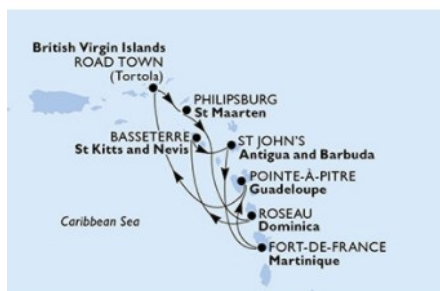 British Virgin Islands
ROAD TOWN
(Tortola)
PHILIPSBURG
St Maarten
BASSETERRE
St Kitts and Nevis
ST JOHN'S
Antigua and Barbuda
POINTE-À-PITRE
Guadeloupe
Caribbean Sea
ROSEAU
Dominica
FORT-DE-FRANCE
Martinique